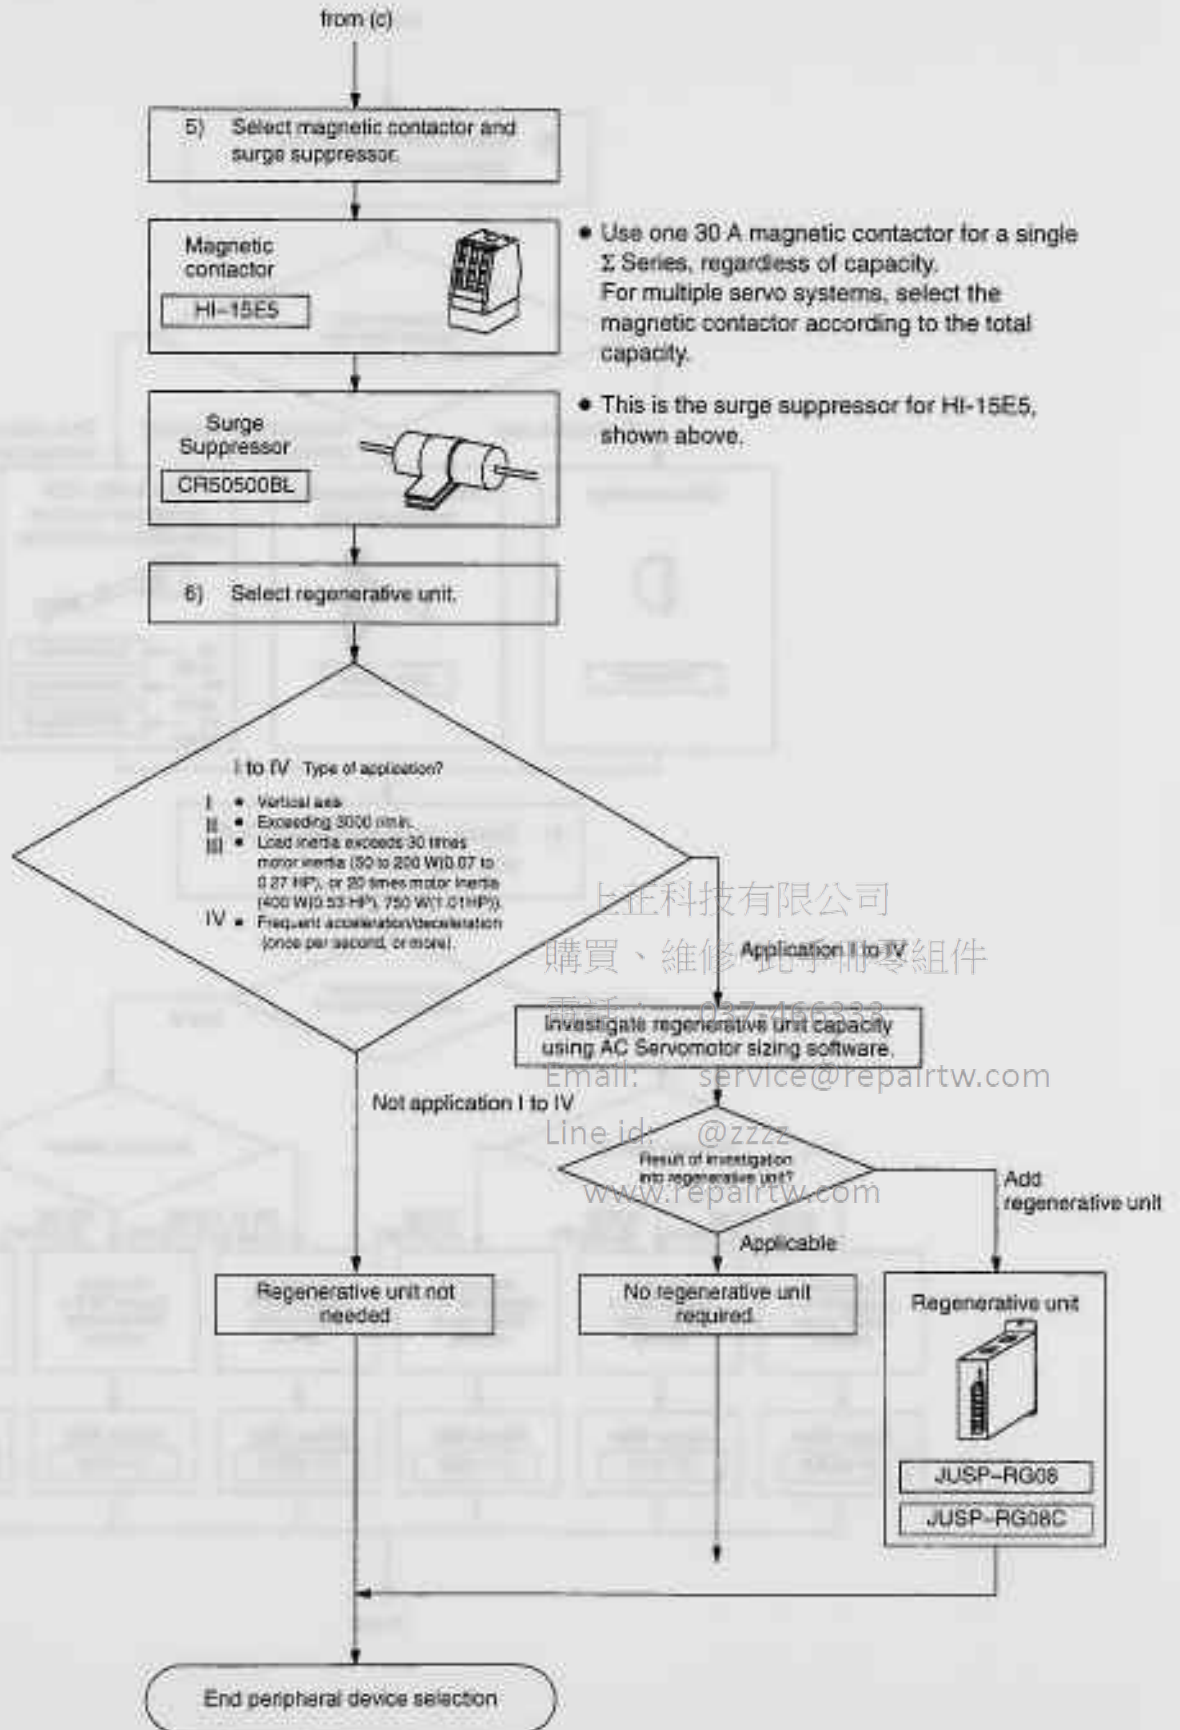 from (c)
5) Select magnetic contactor and
surge suppressor.
Magnetic
contactor
HI-15E5
• Use one 30 A magnetic contactor for a single
Σ Series, regardless of capacity.
For multiple servo systems, select the
magnetic contactor according to the total
capacity.
Surge
Suppressor
CR50500BL
• This is the surge suppressor for HI-15E5,
shown above.
6) Select regenerative unit.
I to IV Type of application?
I • Vertical axis
II • Exceeding 3000 r/min.
III • Load inertia exceeds 30 times
motor inertia (50 to 200 W(0.07 to
0.27 HP), or 20 times motor inertia
(400 W(0.53 HP), 750 W(1.01HP)).
IV • Frequent acceleration/deceleration
(once per second, or more).
上正科技有限公司
Application I to IV
購買、維修 零組件
037-466333
Investigate regenerative unit capacity
using AC Servomotor sizing software.
Email: service@repairtw.com
Not application I to IV
Line id: @zzzz
Result of investigation
into regenerative unit?
www.repairtw.com
Add
regenerative unit
Applicable
Regenerative unit not
needed
No regenerative unit
required.
Regenerative unit
JUSP-RG08
JUSP-RG08C
End peripheral device selection